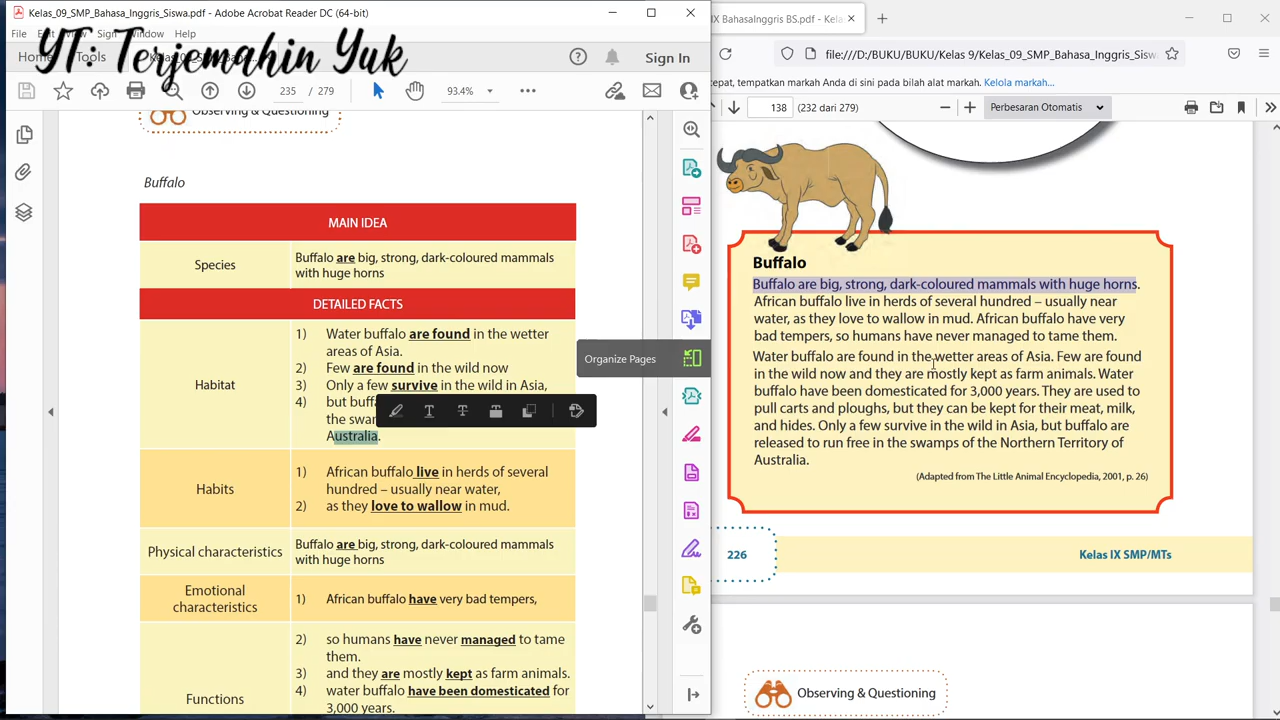 Kelas_09_SMP_Bahasa_Inggris_Siswa.pdf - Adobe Acrobat Reader DC (64-bit)
File Edit View Sign Window Help
YT: Terjemahin Yuk
Home Tools
Sign In
235 / 279
93.4%
Observing & Questioning
Buffalo
MAIN IDEA
Species
Buffalo are big, strong, dark-coloured mammals
with huge horns
DETAILED FACTS
Habitat
1) Water buffalo are found in the wetter
areas of Asia.
2) Few are found in the wild now
3) Only a few survive in the wild in Asia,
4) but buff
the swa
Australia.
Habits
1) African buffalo live in herds of several
hundred – usually near water,
2) as they love to wallow in mud.
Physical characteristics
Buffalo are big, strong, dark-coloured mammals
with huge horns
Emotional
characteristics
1) African buffalo have very bad tempers,
Functions
2) so humans have never managed to tame
them.
3) and they are mostly kept as farm animals.
4) water buffalo have been domesticated for
3,000 years.
Organize Pages
IX BahasaInggris BS.pdf - Kela
file:///D:/BUKU/Kelas 9/Kelas_09_SMP_Bahasa_Inggris_Sisw
cepat, tempatkan markah Anda di sini pada bilah alat markah. Kelola markah…
138 (232 dari 279)
Perbesaran Otomatis
Buffalo
Buffalo are big, strong, dark-coloured mammals with huge horns.
African buffalo live in herds of several hundred – usually near
water, as they love to wallow in mud. African buffalo have very
bad tempers, so humans have never managed to tame them.
Water buffalo are found in the wetter areas of Asia. Few are found
in the wild now and they are mostly kept as farm animals. Water
buffalo have been domesticated for 3,000 years. They are used to
pull carts and ploughs, but they can be kept for their meat, milk,
and hides. Only a few survive in the wild in Asia, but buffalo are
released to run free in the swamps of the Northern Territory of
Australia.
(Adapted from The Little Animal Encyclopedia, 2001, p. 26)
226
Kelas IX SMP/MTs
Observing & Questioning